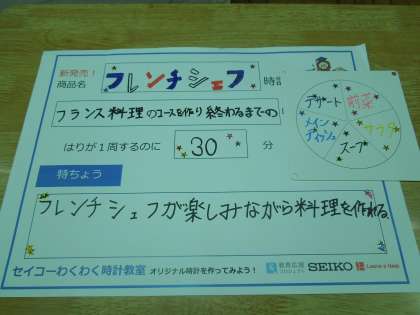 新発売！
商品名 フレンチシェフ 時計
フランス料理のコースを作り終わるまでの
はりが1周するのに 30 分
特ちょう
フレンチシェフが楽しみながら料理を作れる。
デザート
前菜
サラダ
スープ
メインディッシュ
セイコーわくわく時計教室 オリジナル時計を作ってみよう！ SEIKO